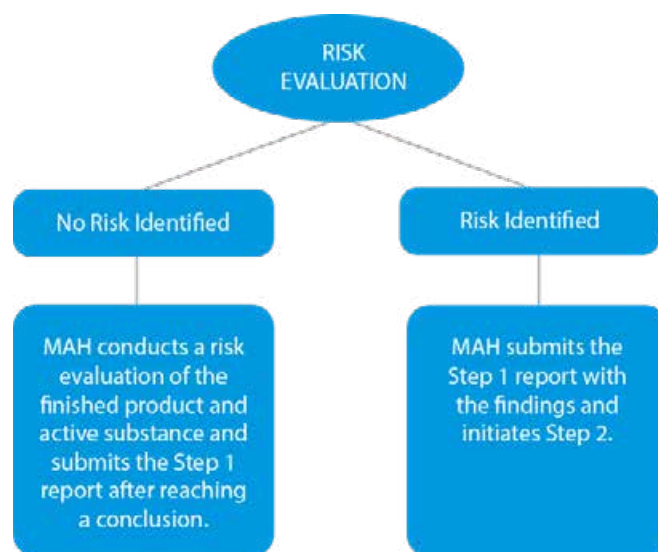 RISK
EVALUATION
No Risk Identified
Risk Identified
MAH conducts a risk
evaluation of the
finished product and
active substance and
submits the Step 1
report after reaching
a conclusion.
MAH submits the
Step 1 report with
the findings and
initiates Step 2.